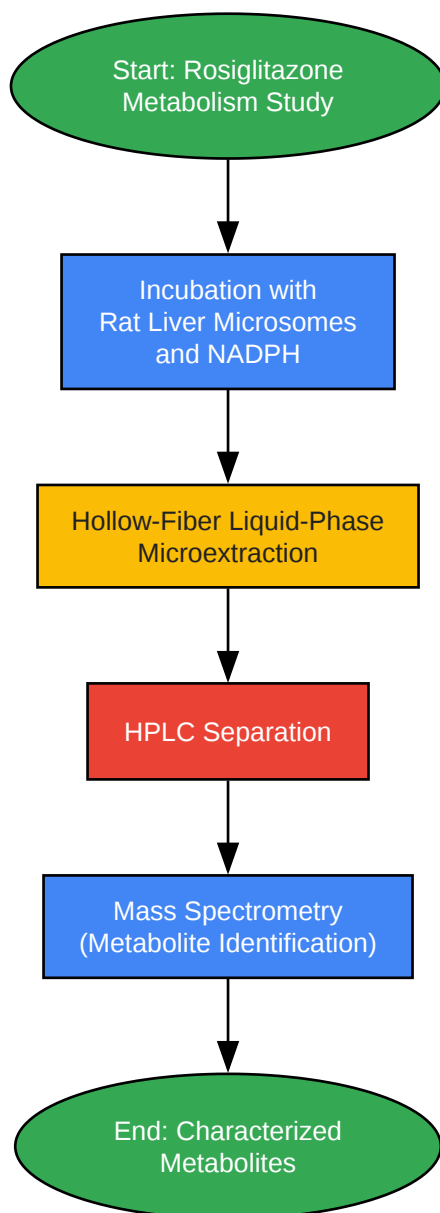 Start: Rosiglitazone
Metabolism Study
Incubation with
Rat Liver Microsomes
and NADPH
Hollow-Fiber Liquid-Phase
Microextraction
HPLC Separation
Mass Spectrometry
(Metabolite Identification)
End: Characterized
Metabolites